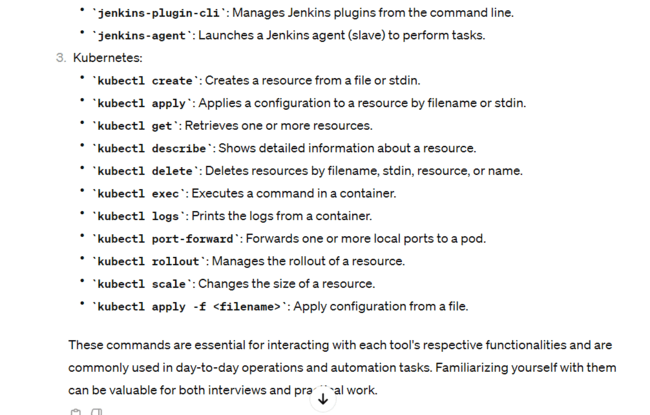 • `jenkins-plugin-cli`: Manages Jenkins plugins from the command line.
• `jenkins-agent`: Launches a Jenkins agent (slave) to perform tasks.
3. Kubernetes:
• `kubectl create`: Creates a resource from a file or stdin.
• `kubectl apply`: Applies a configuration to a resource by filename or stdin.
• `kubectl get`: Retrieves one or more resources.
• `kubectl describe`: Shows detailed information about a resource.
• `kubectl delete`: Deletes resources by filename, stdin, resource, or name.
• `kubectl exec`: Executes a command in a container.
• `kubectl logs`: Prints the logs from a container.
• `kubectl port-forward`: Forwards one or more local ports to a pod.
• `kubectl rollout`: Manages the rollout of a resource.
• `kubectl scale`: Changes the size of a resource.
• `kubectl apply -f <filename>`: Apply configuration from a file.
These commands are essential for interacting with each tool's respective functionalities and are
commonly used in day-to-day operations and automation tasks. Familiarizing yourself with them
can be valuable for both interviews and practical work.